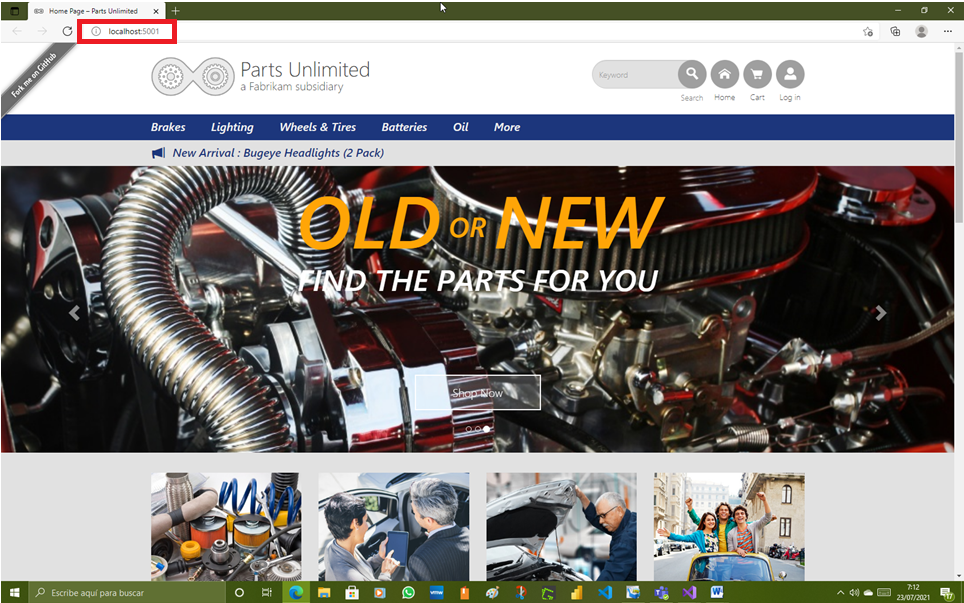 Home Page – Parts Unlimited
localhost:5001
Fork me on GitHub
Parts Unlimited
a Fabrikam subsidiary
Keyword
Search
Home
Cart
Log in
Brakes
Lighting
Wheels & Tires
Batteries
Oil
More
New Arrival : Bugeye Headlights (2 Pack)
OLD OR NEW
FIND THE PARTS FOR YOU
Shop Now
Escribe aquí para buscar
7:12
23/07/2021